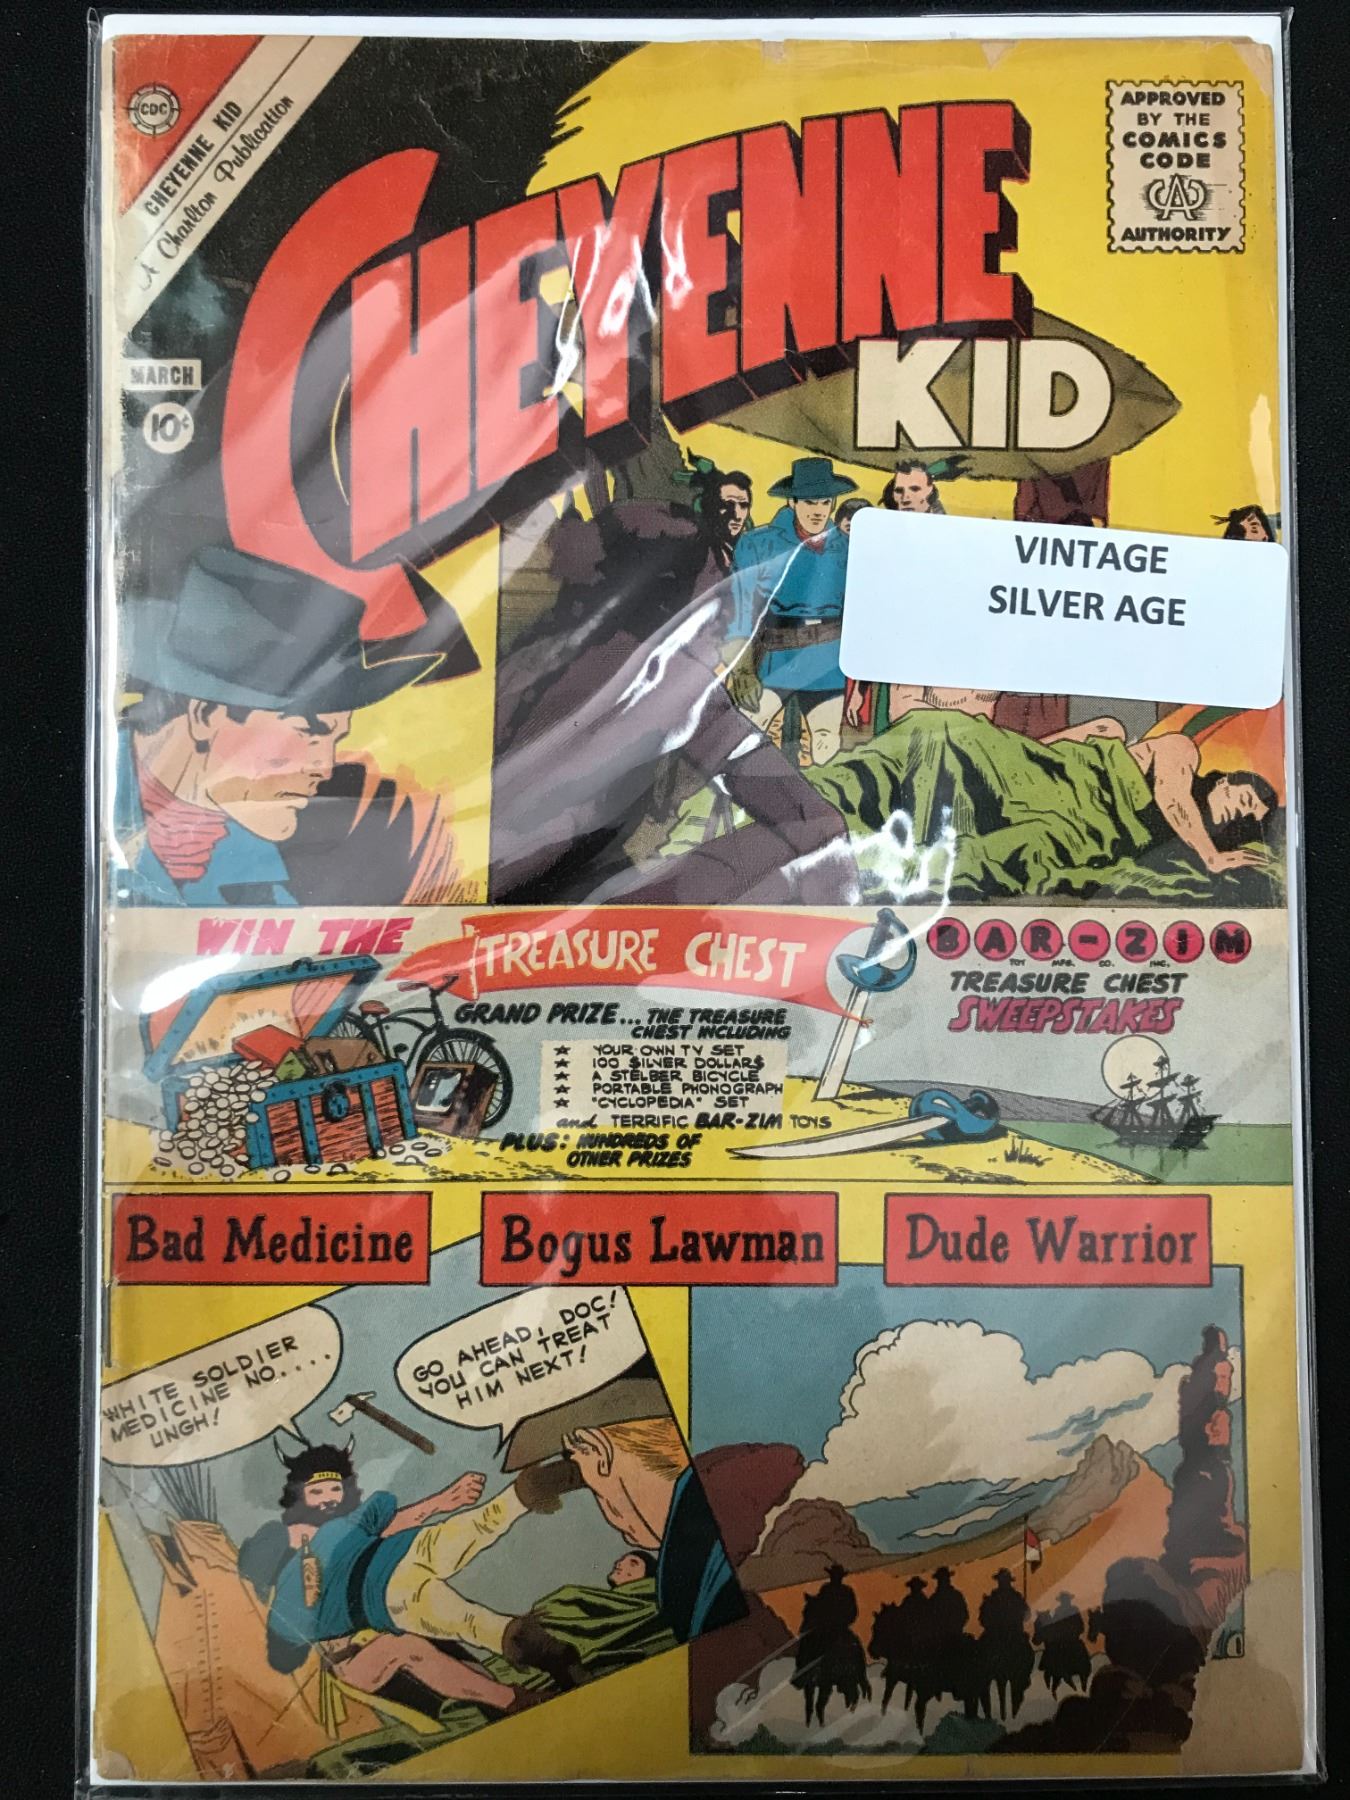 CDC
CHEYENNE KID
A Charlton Publication
MARCH
10¢
CHEYENNE
KID
APPROVED
BY THE
COMICS
CODE
CA
AUTHORITY
VINTAGE
SILVER AGE
WIN THE
TREASURE CHEST
BAR-ZIM
TOY MFG. CO. INC.
TREASURE CHEST
SWEEPSTAKES
GRAND PRIZE... THE TREASURE
CHEST INCLUDING
★ YOUR OWN TV SET
★ 100 $ILVER DOLLAR$
★ A STELBER BICYCLE
★ PORTABLE PHONOGRAPH
★ "CYCLOPEDIA" SET
and TERRIFIC BAR-ZIM TOYS
PLUS: HUNDREDS OF
OTHER PRIZES
Bad Medicine
Bogus Lawman
Dude Warrior
WHITE SOLDIER
MEDICINE NO....
UNGH!
GO AHEAD, DOC!
YOU CAN TREAT
HIM NEXT!